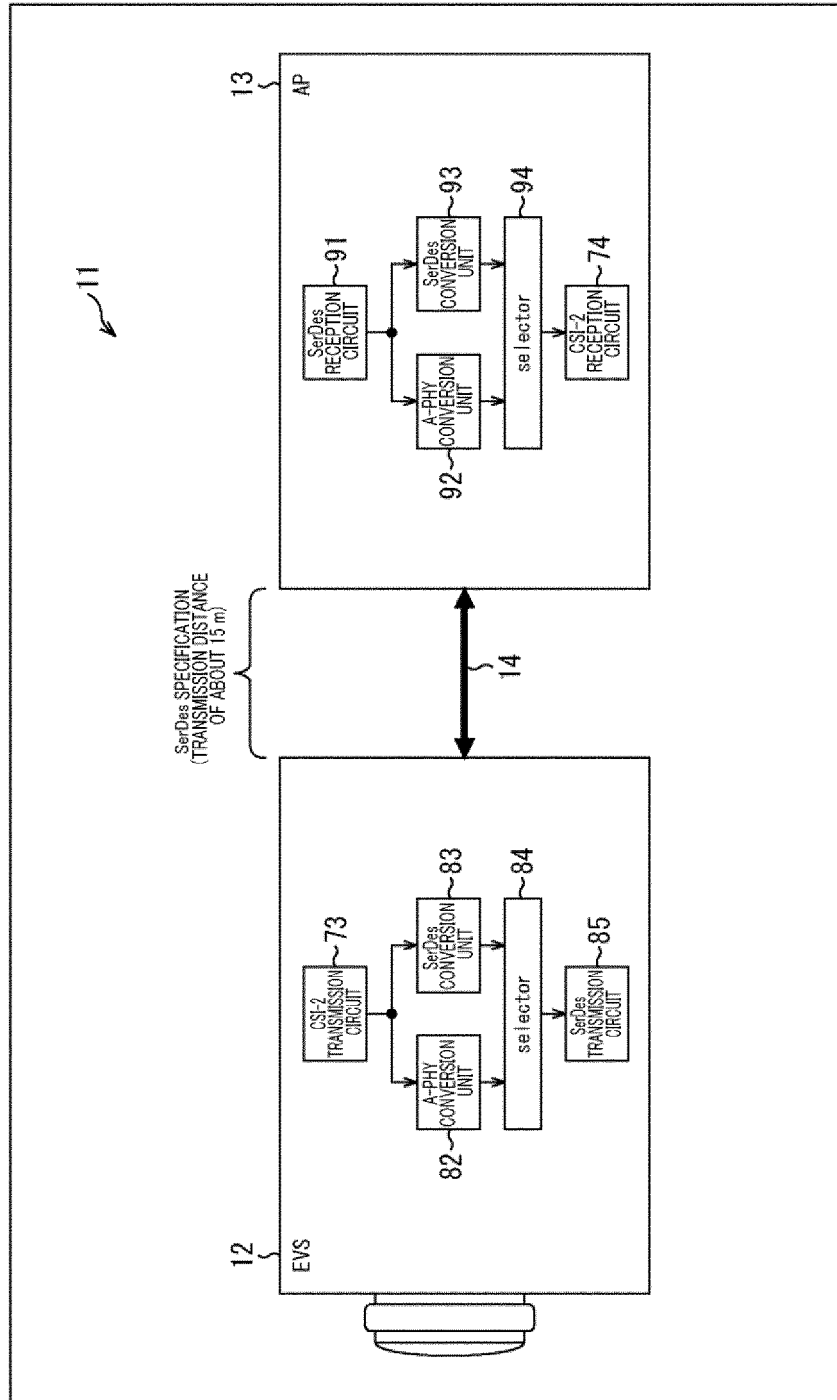 11
12
EVS
CSI-2
TRANSMISSION
CIRCUIT
73
A-PHY
CONVERSION
UNIT
82
SerDes
CONVERSION
UNIT
83
selector
84
SerDes
TRANSMISSION
CIRCUIT
85
SerDes SPECIFICATION
(TRANSMISSION DISTANCE
OF ABOUT 15 m)
14
13
AP
SerDes
RECEPTION
CIRCUIT
91
A-PHY
CONVERSION
UNIT
92
SerDes
CONVERSION
UNIT
93
selector
94
CSI-2
RECEPTION
CIRCUIT
74